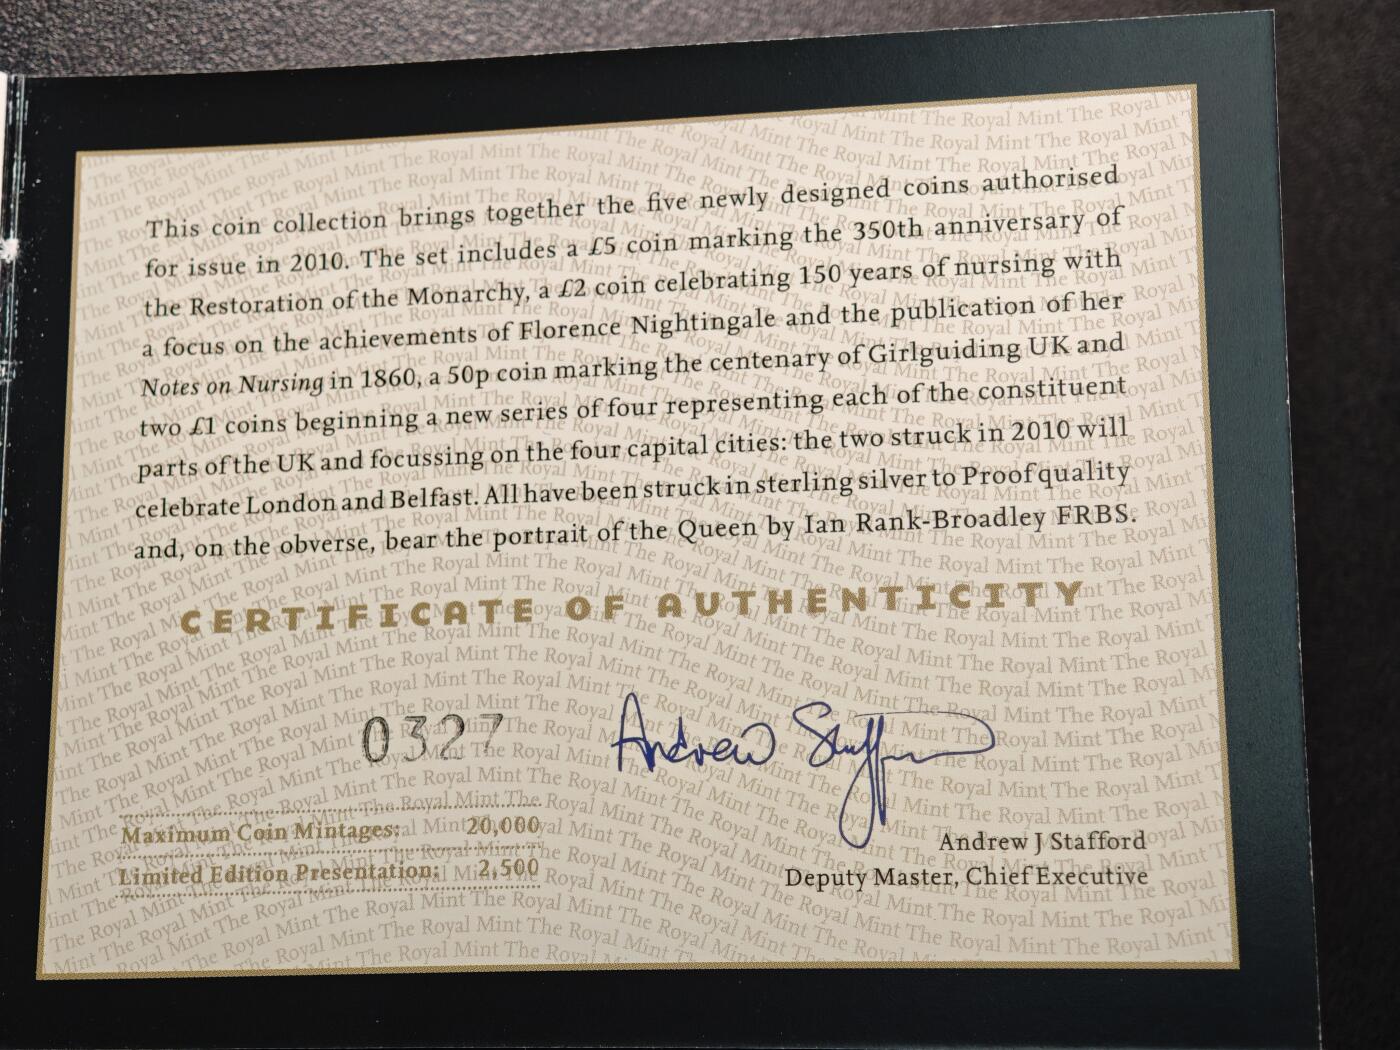 This coin collection brings together the five newly designed coins authorised
for issue in 2010. The set includes a £5 coin marking the 350th anniversary of
the Restoration of the Monarchy, a £2 coin celebrating 150 years of nursing with
a focus on the achievements of Florence Nightingale and the publication of her
Notes on Nursing in 1860, a 50p coin marking the centenary of Girlguiding UK and
two £1 coins beginning a new series of four representing each of the constituent
parts of the UK and focussing on the four capital cities: the two struck in 2010 will
celebrate London and Belfast. All have been struck in sterling silver to Proof quality
and, on the obverse, bear the portrait of the Queen by Ian Rank-Broadley FRBS.
CERTIFICATE OF AUTHENTICITY
0327
Andrew Stafford
Maximum Coin Mintages: 20,000
Limited Edition Presentation: 2,500
Andrew J Stafford
Deputy Master, Chief Executive